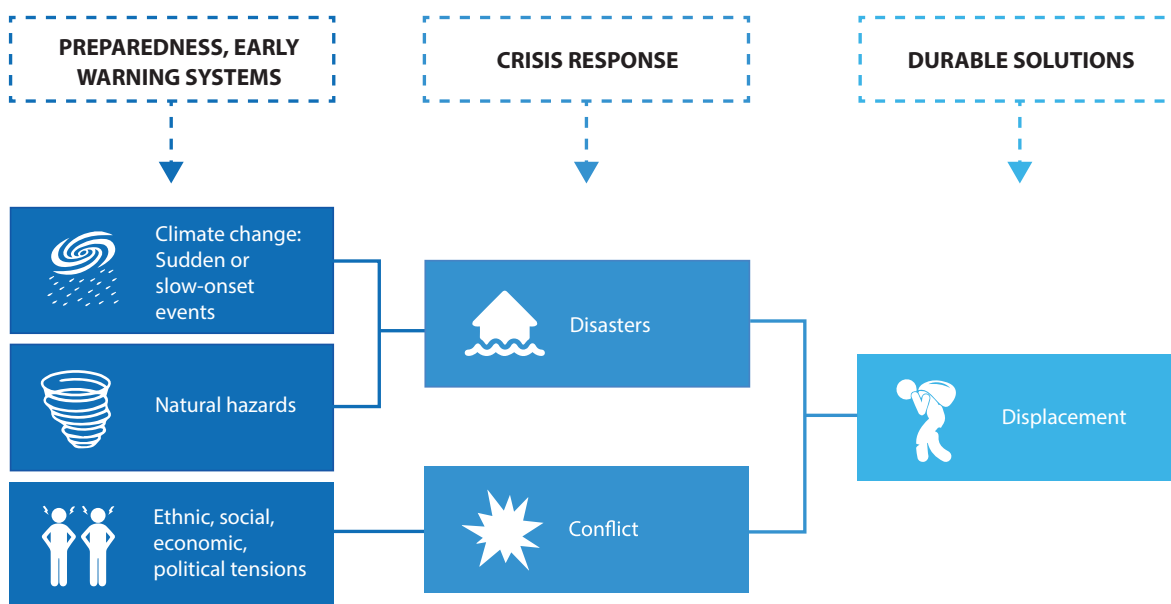 PREPAREDNESS, EARLY
WARNING SYSTEMS
CRISIS RESPONSE
DURABLE SOLUTIONS
Climate change:
Sudden or
slow-onset
events
Natural hazards
Ethnic, social,
economic,
political tensions
Disasters
Conflict
Displacement